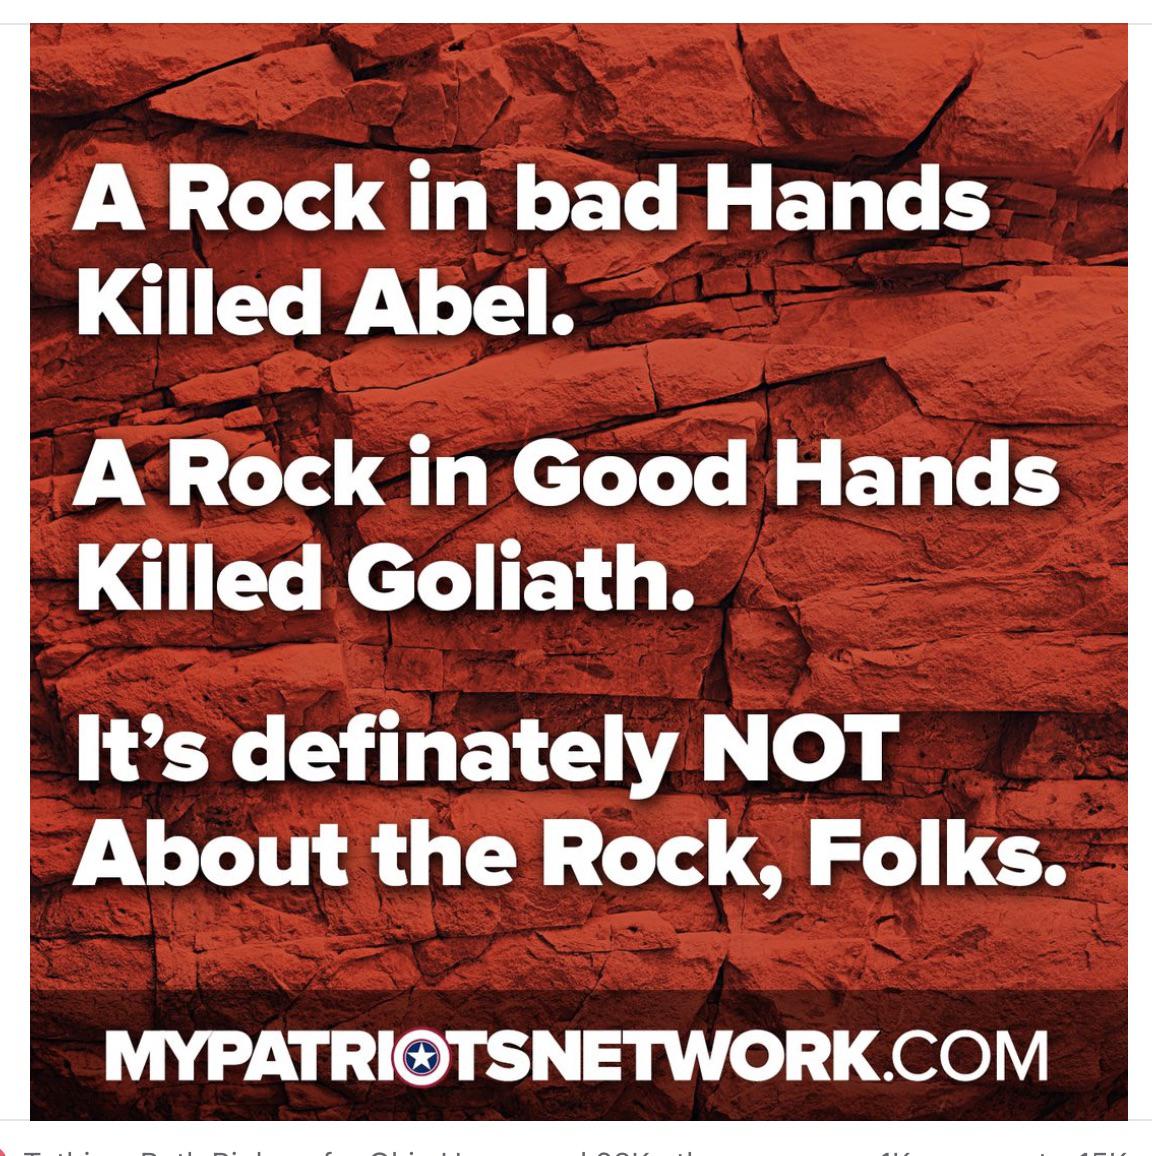 A Rock in bad Hands
Killed Abel.
A Rock in Good Hands
Killed Goliath.
It's definately NOT
About the Rock, Folks.
MYPATRIOTSNETWORK.COM